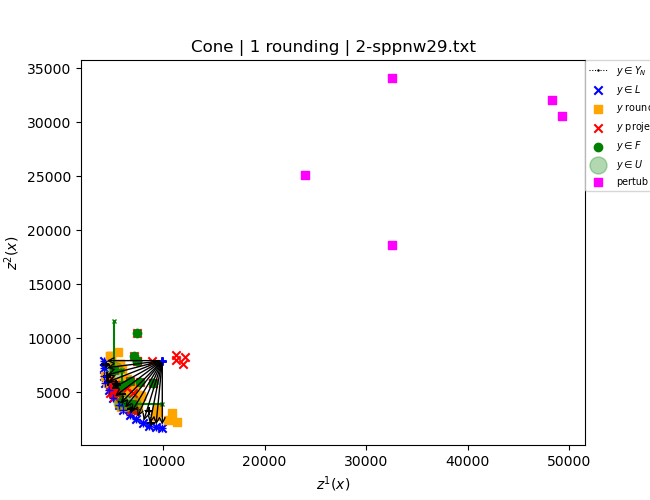 Cone | 1 rounding | 2-sppnw29.txt
35000
30000
25000
20000
15000
10000
5000
z²(x)
10000 20000 30000 40000 50000
z¹(x)
y ∈ Y_N
y ∈ L
y round
y proje
y ∈ F
y ∈ U
pertub